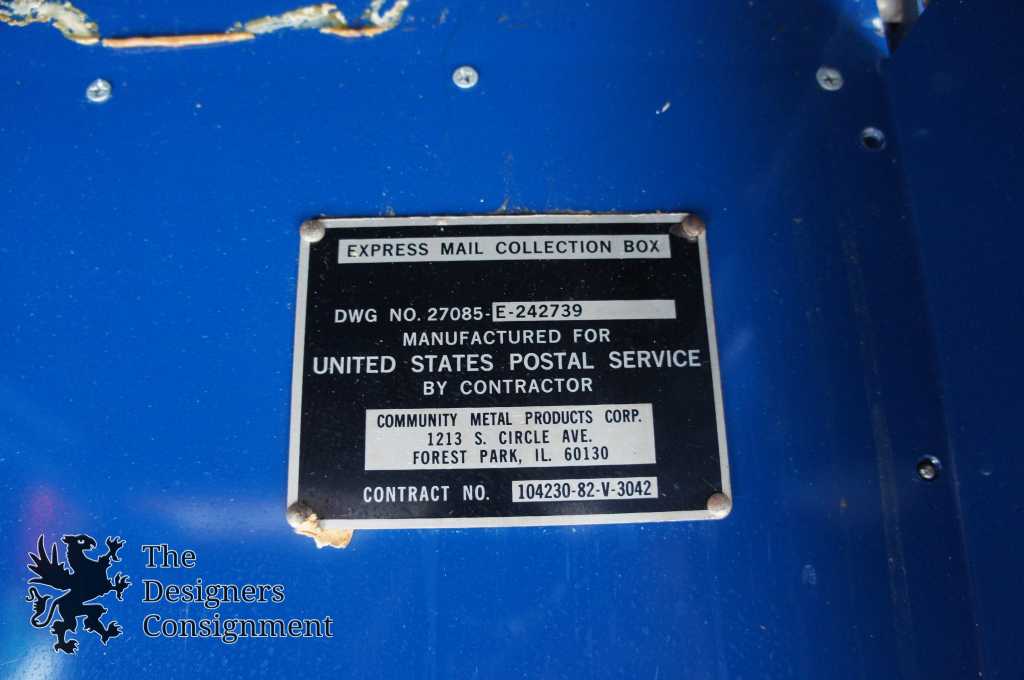 EXPRESS MAIL COLLECTION BOX
DWG NO. 27085-E-242739
MANUFACTURED FOR
UNITED STATES POSTAL SERVICE
BY CONTRACTOR
COMMUNITY METAL PRODUCTS CORP.
1213 S. CIRCLE AVE.
FOREST PARK, IL. 60130
CONTRACT NO. 104230-82-V-3042
The
Designers
Consignment